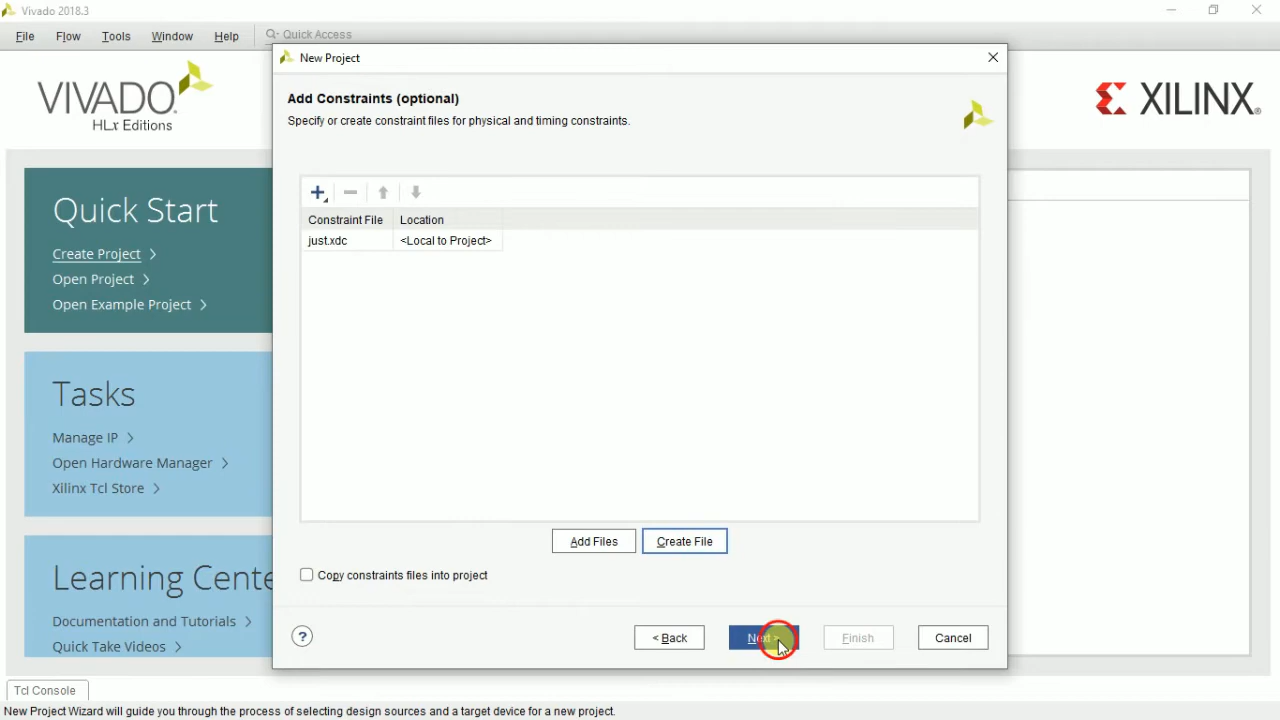 Vivado 2018.3
File Flow Tools Window Help Quick Access
VIVADO
HLx Editions
XILINX
Quick Start
Create Project
Open Project
Open Example Project
Tasks
Manage IP
Open Hardware Manager
Xilinx Tcl Store
Learning Cente
Documentation and Tutorials
Quick Take Videos
New Project
Add Constraints (optional)
Specify or create constraint files for physical and timing constraints.
Constraint File Location
just.xdc <Local to Project>
Add Files Create File
Copy constraints files into project
? < Back Next > Finish Cancel
Tcl Console
New Project Wizard will guide you through the process of selecting design sources and a target device for a new project.